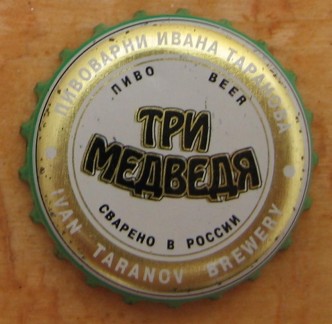 ПИВОВАРНИ ИВАНА ТАРАНОВА
ПИВО BEER
ТРИ
МЕДВЕДЯ
СВАРЕНО В РОССИИ
IVAN TARANOV BREWERY